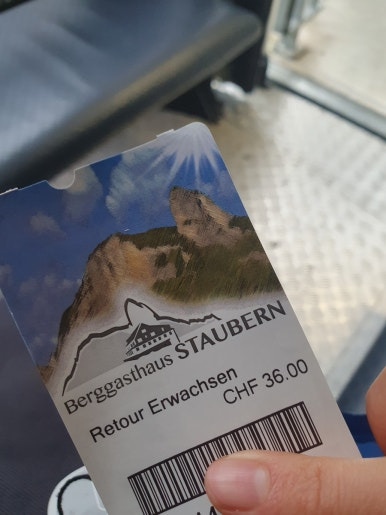 Berggasthaus STAUBERN
Retour Erwachsen
CHF 36.00